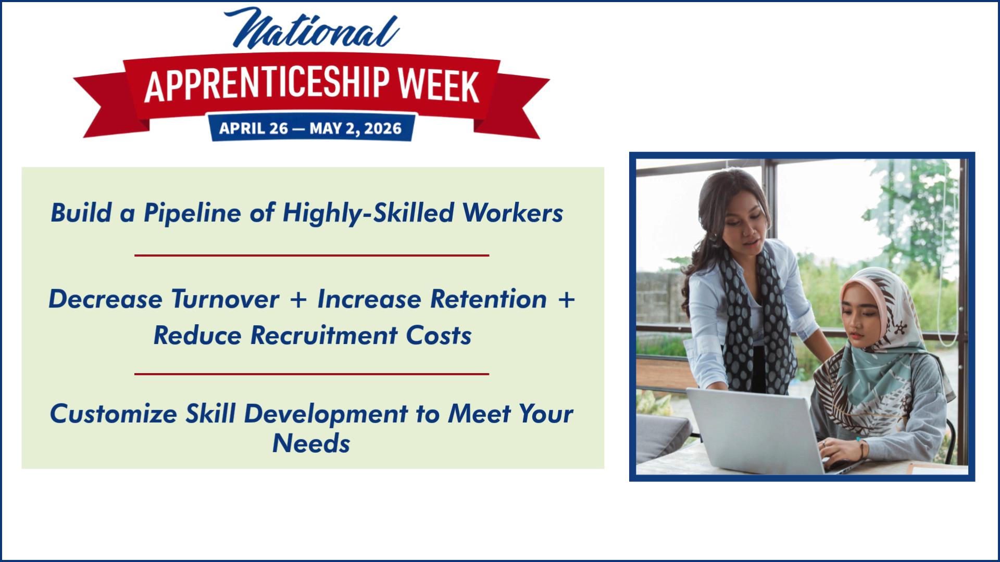 National
APPRENTICESHIP WEEK
APRIL 26 — MAY 2, 2026
Build a Pipeline of Highly-Skilled Workers
Decrease Turnover + Increase Retention +
Reduce Recruitment Costs
Customize Skill Development to Meet Your
Needs